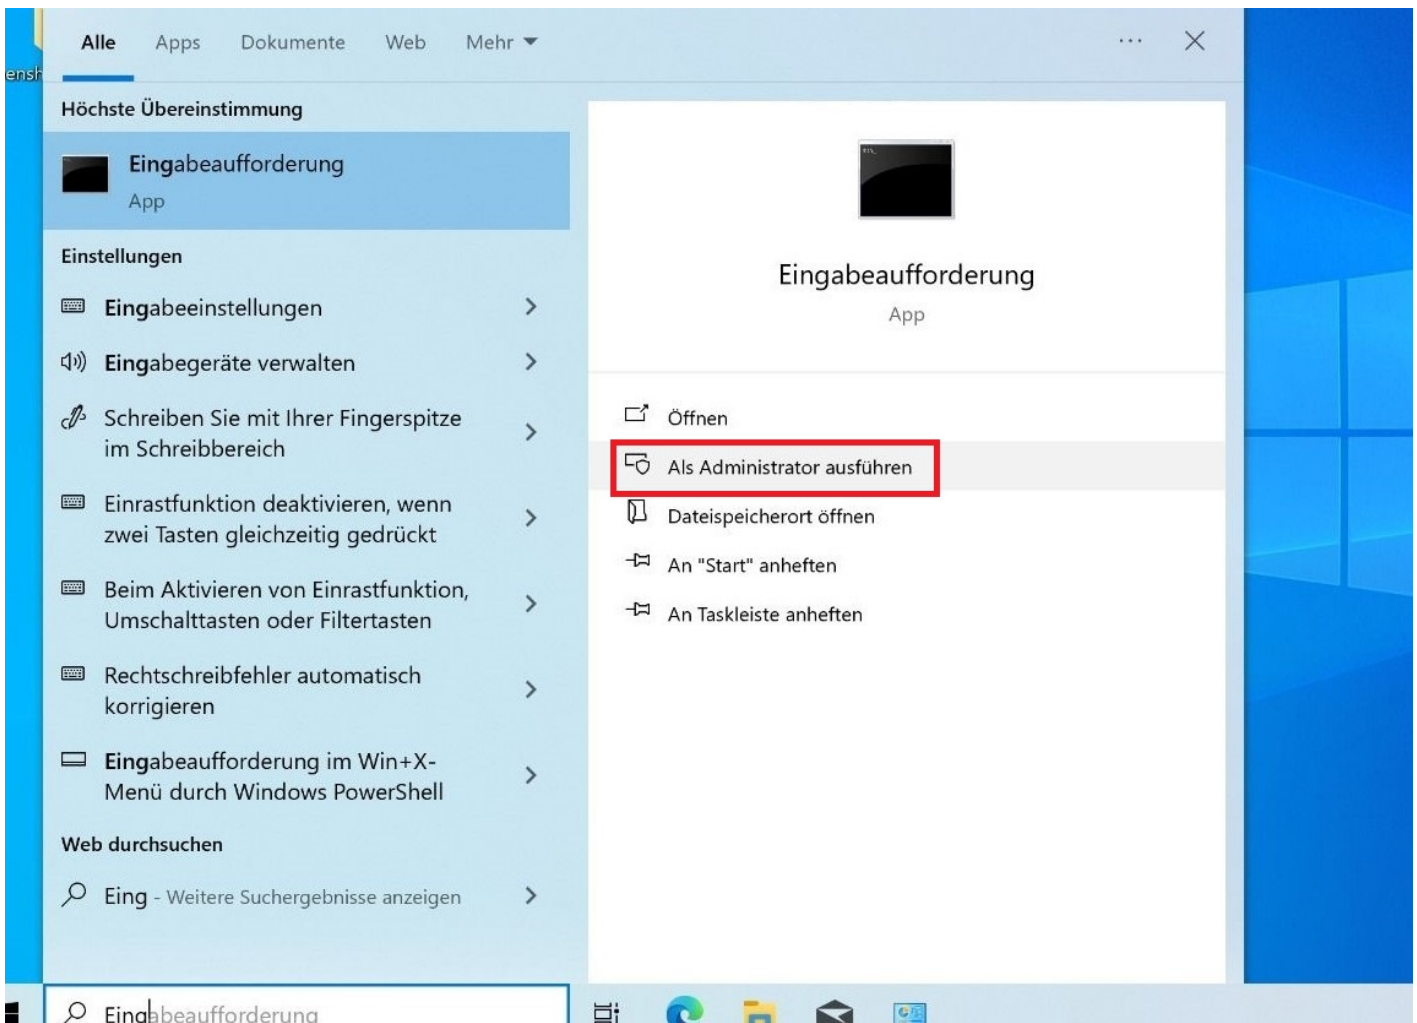 ensh
Alle Apps Dokumente Web Mehr
Höchste Übereinstimmung
Eingabeaufforderung
App
Einstellungen
Eingabeeinstellungen
Eingabegeräte verwalten
Schreiben Sie mit Ihrer Fingerspitze
im Schreibbereich
Einrastfunktion deaktivieren, wenn
zwei Tasten gleichzeitig gedrückt
Beim Aktivieren von Einrastfunktion,
Umschalttasten oder Filtertasten
Rechtschreibfehler automatisch
korrigieren
Eingabeaufforderung im Win+X-
Menü durch Windows PowerShell
Web durchsuchen
Eing - Weitere Suchergebnisse anzeigen
Eingabeaufforderung
Eingabeaufforderung
App
Öffnen
Als Administrator ausführen
Dateispeicherort öffnen
An "Start" anheften
An Taskleiste anheften